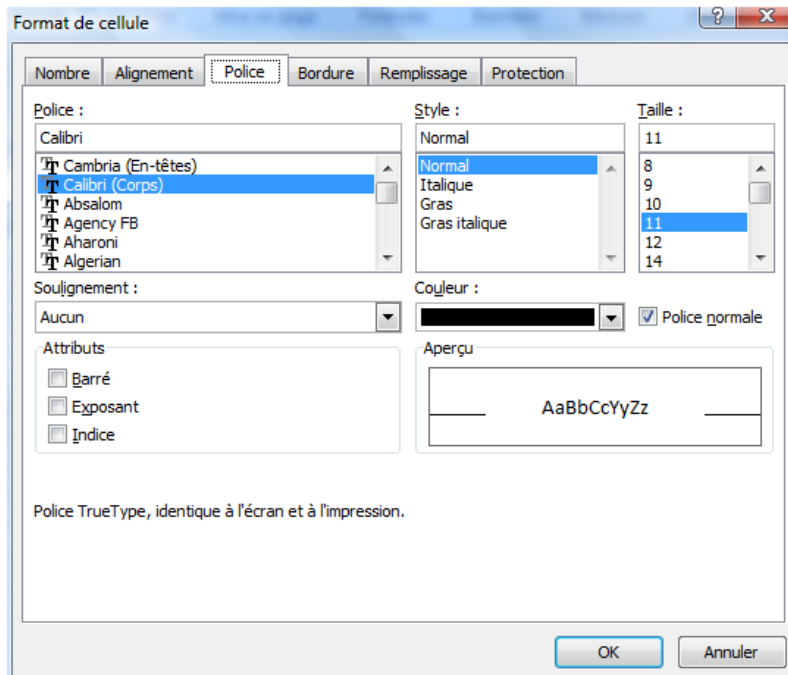 Format de cellule
Nombre Alignement Police Bordure Remplissage Protection
Police : Style : Taille :
Calibri Normal 11
Cambria (En-têtes) Normal 8
Calibri (Corps) Italique 9
Absalom Gras 10
Agency FB Gras italique 11
Aharoni 12
Algerian 14
Soulignement : Couleur :
Aucun Police normale
Attributs Aperçu
Barré
Exposant AaBbCcYyZz
Indice
Police TrueType, identique à l'écran et à l'impression.
OK Annuler